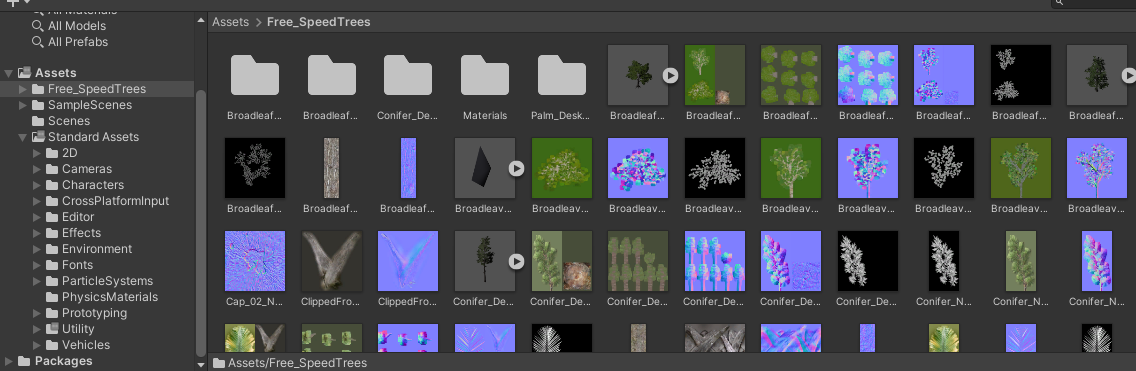 All Materials
All Models
All Prefabs
Assets
Free_SpeedTrees
SampleScenes
Scenes
Standard Assets
2D
Cameras
Characters
CrossPlatformInput
Editor
Effects
Environment
Fonts
ParticleSystems
PhysicsMaterials
Prototyping
Utility
Vehicles
Packages
Assets > Free_SpeedTrees
Broadleaf... Broadleaf... Conifer_De... Materials Palm_Desk... Broadleaf... Broadleaf... Broadleaf... Broadleaf... Broadleaf... Broadleaf... Broadleaf...
Broadleaf... Broadleaf... Broadleaf... Broadleav... Broadleav... Broadleav... Broadleav... Broadleav... Broadleav... Broadleav... Broadleav... Broadleav...
Cap_02_N... ClippedFro... ClippedFro... Conifer_De... Conifer_De... Conifer_De... Conifer_De... Conifer_De... Conifer_De... Conifer_N... Conifer_N... Conifer_N...
Assets/Free_SpeedTrees